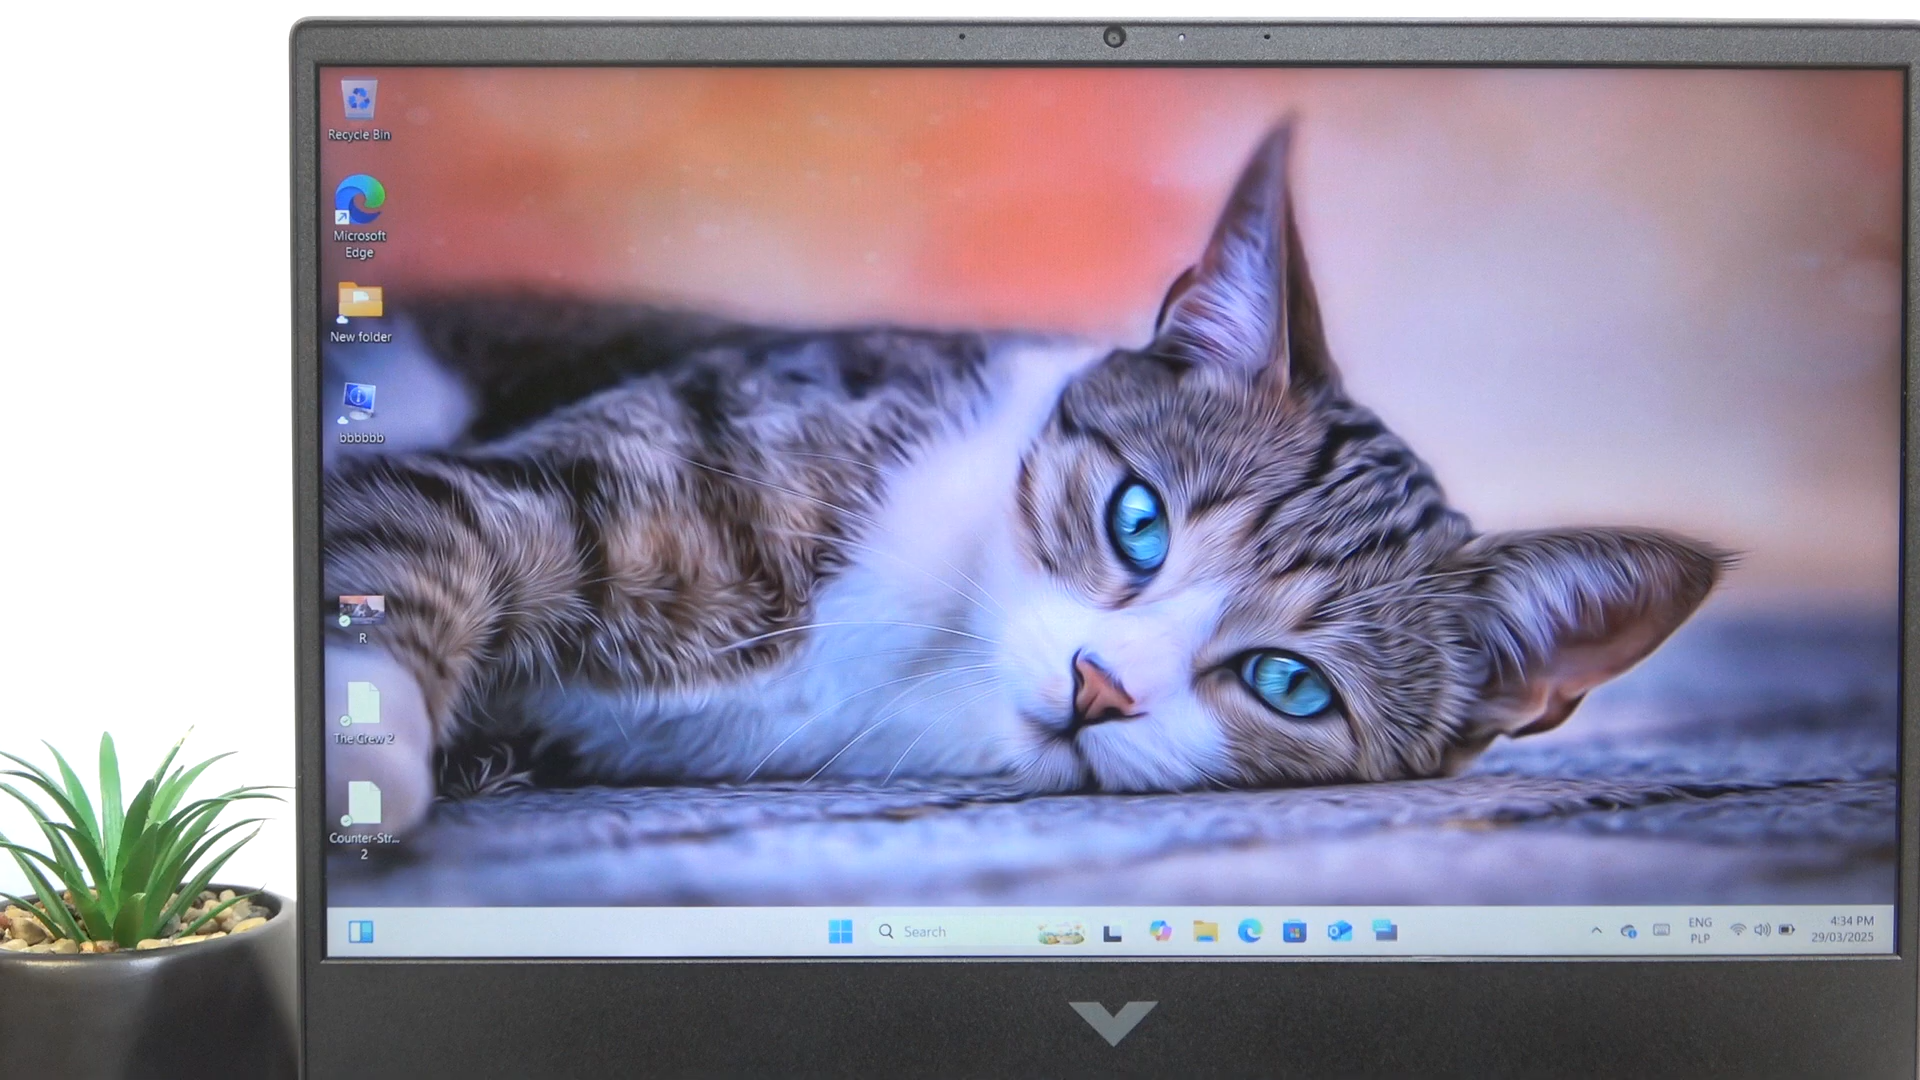 Recycle Bin
Microsoft
Edge
New folder
bbbbbb
R
The Crew 2
Counter-Str...
2
Search
ENG
PLP
4:34 PM
29/03/2025